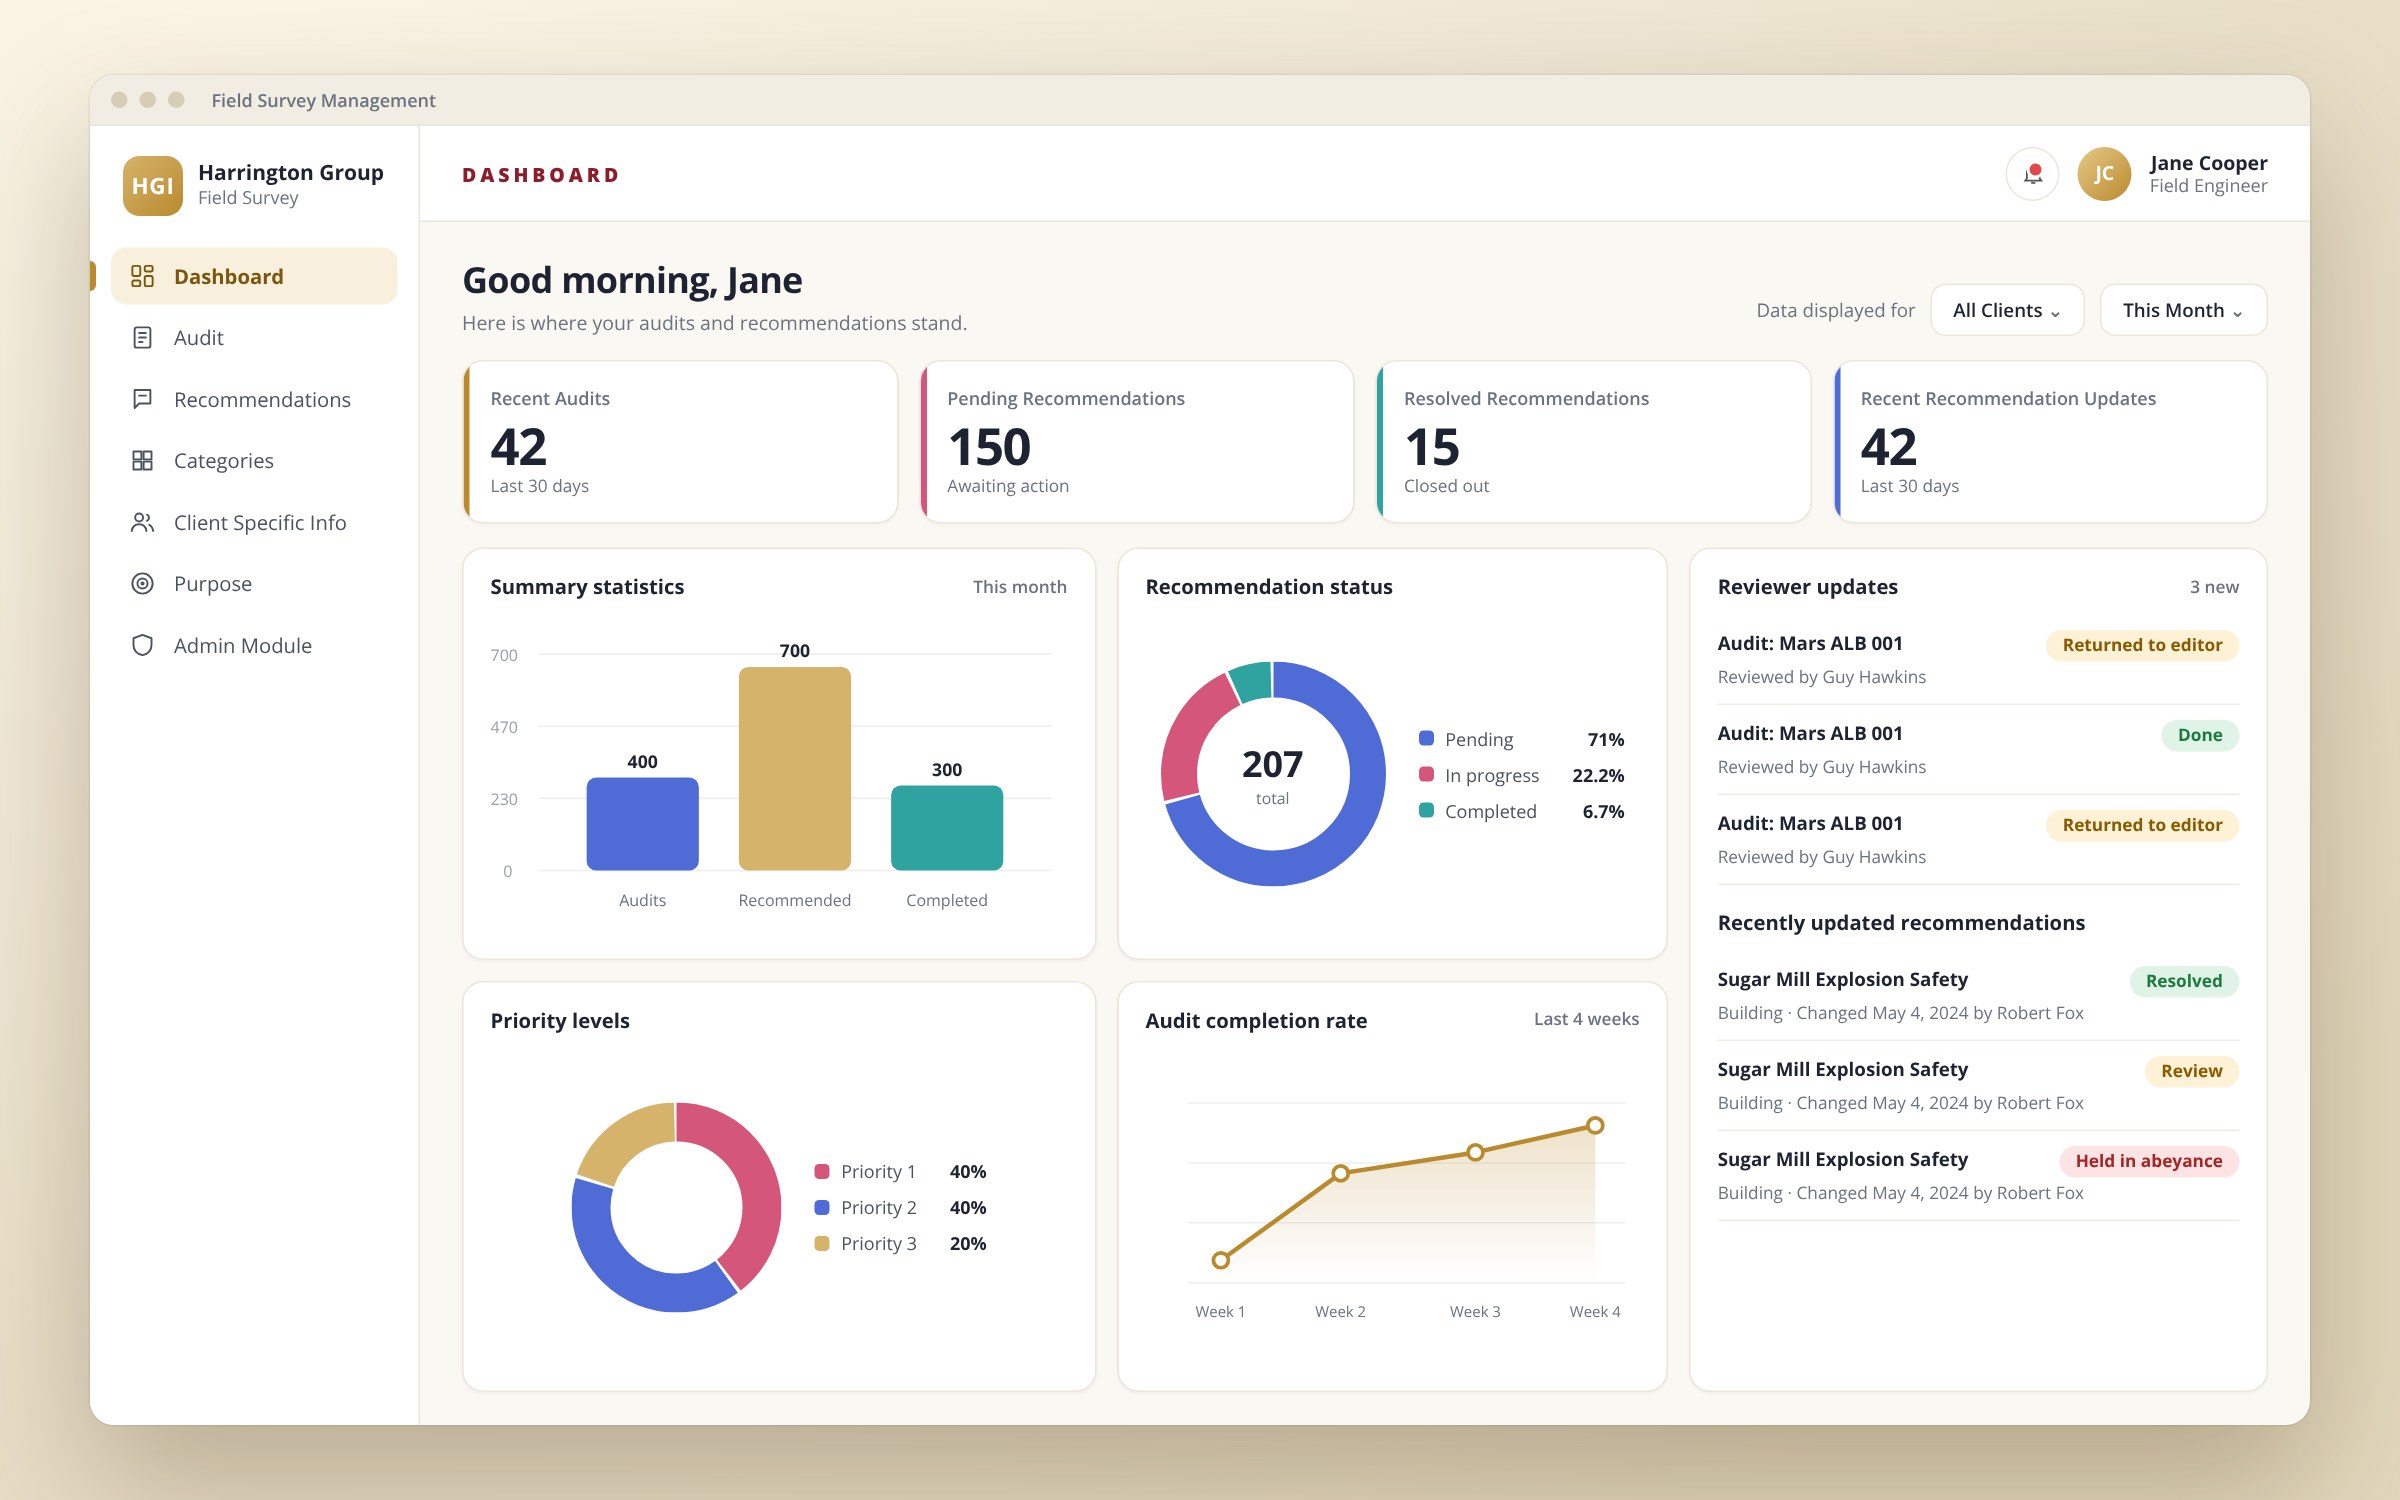 Field Survey Management
HGI
Harrington Group
Field Survey
Dashboard
Audit
Recommendations
Categories
Client Specific Info
Purpose
Admin Module
DASHBOARD
JC
Jane Cooper
Field Engineer
Good morning, Jane
Here is where your audits and recommendations stand.
Data displayed for
All Clients
This Month
Recent Audits
42
Last 30 days
Pending Recommendations
150
Awaiting action
Resolved Recommendations
15
Closed out
Recent Recommendation Updates
42
Last 30 days
Summary statistics
This month
700
470
230
0
400
700
300
Audits
Recommended
Completed
Recommendation status
207
total
Pending 71%
In progress 22.2%
Completed 6.7%
Priority levels
Priority 1 40%
Priority 2 40%
Priority 3 20%
Audit completion rate
Last 4 weeks
Week 1
Week 2
Week 3
Week 4
Reviewer updates
3 new
Audit: Mars ALB 001
Returned to editor
Reviewed by Guy Hawkins
Audit: Mars ALB 001
Done
Reviewed by Guy Hawkins
Audit: Mars ALB 001
Returned to editor
Reviewed by Guy Hawkins
Recently updated recommendations
Sugar Mill Explosion Safety
Resolved
Building · Changed May 4, 2024 by Robert Fox
Sugar Mill Explosion Safety
Review
Building · Changed May 4, 2024 by Robert Fox
Sugar Mill Explosion Safety
Held in abeyance
Building · Changed May 4, 2024 by Robert Fox